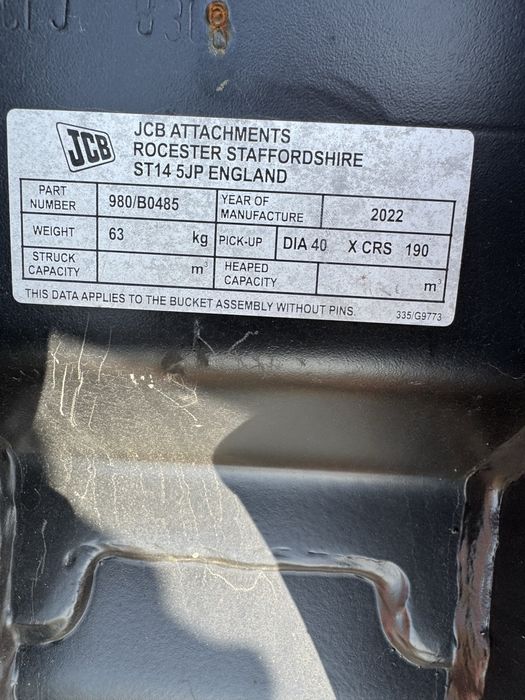 JCB
JCB ATTACHMENTS
ROCESTER STAFFORDSHIRE
ST14 5JP ENGLAND
PART NUMBER 980/B0485 YEAR OF MANUFACTURE 2022
WEIGHT 63 kg PICK-UP DIA 40 X CRS 190
STRUCK CAPACITY m³ HEAPED CAPACITY m³
THIS DATA APPLIES TO THE BUCKET ASSEMBLY WITHOUT PINS. 335/G9773